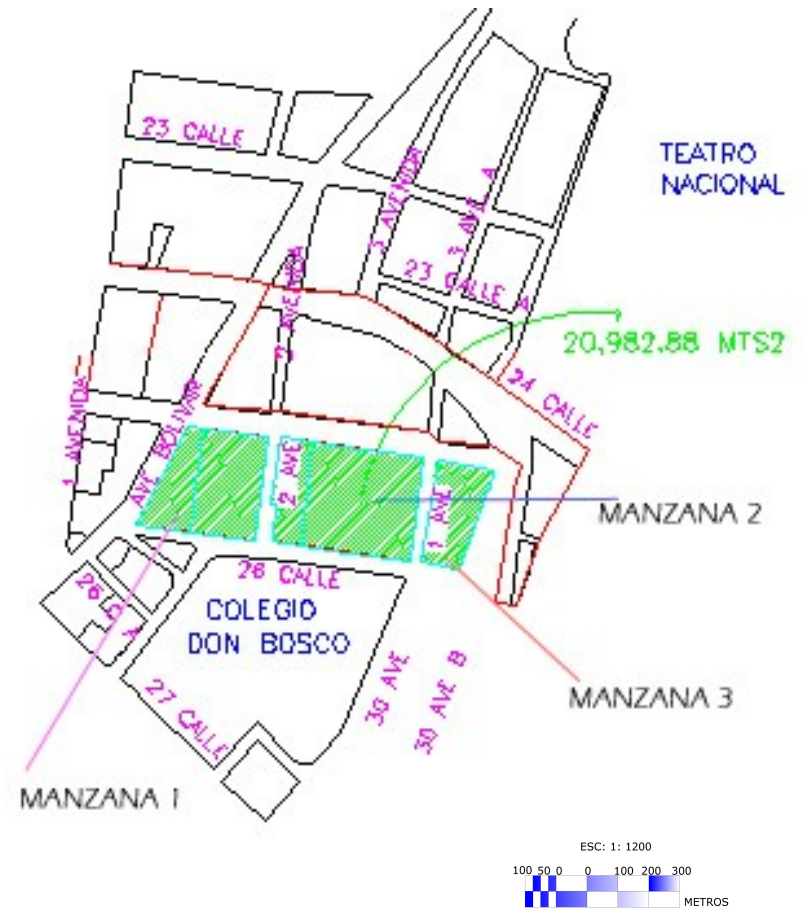 23 CALLE
TEATRO
NACIONAL
3 AVENIDA
3 AVE A
23 CALLE A
2 AVENIDA
20,982.88 MTS2
24 CALLE
1 AVENIDA
AVE BOLIVAR
2 AVE
1 AVE
MANZANA 2
26 CALLE
COLEGIO
DON BOSCO
26 C A
27 CALLE
30 AVE
30 AVE B
MANZANA 3
MANZANA 1
ESC: 1: 1200
100 50 0 0 100 200 300
METROS